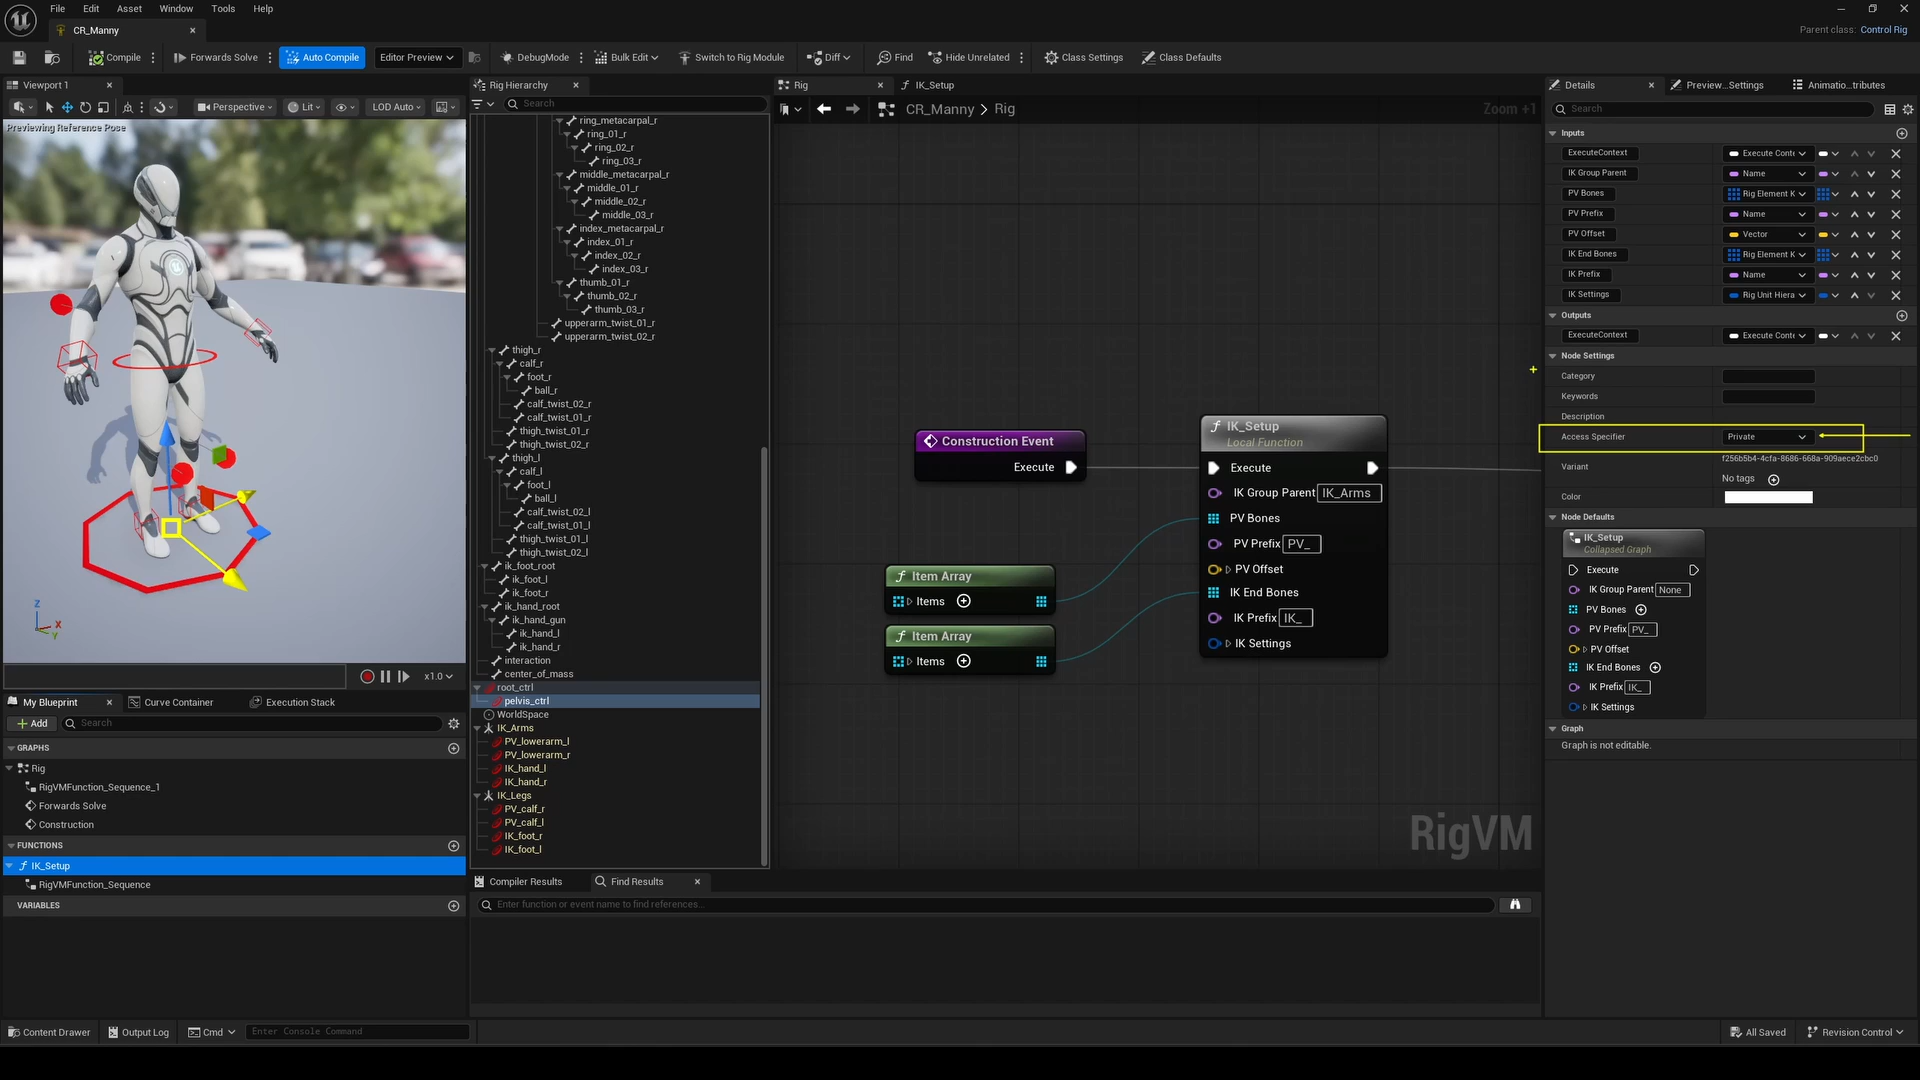 File Edit Asset Window Tools Help
CR_Manny
Parent class: Control Rig
Compile
Forwards Solve
Auto Compile
Editor Preview
DebugMode
Bulk Edit
Switch to Rig Module
Diff
Find
Hide Unrelated
Class Settings
Class Defaults
Viewport 1
Perspective
Lit
LOD Auto
Previewing Reference Pose
Z
X
Y
x1.0
My Blueprint
Curve Container
Execution Stack
Add
Search
GRAPHS
Rig
RigVMFunction_Sequence_1
Forwards Solve
Construction
FUNCTIONS
IK_Setup
RigVMFunction_Sequence
VARIABLES
Rig Hierarchy
Search
ring_metacarpal_r
ring_01_r
ring_02_r
ring_03_r
middle_metacarpal_r
middle_01_r
middle_02_r
middle_03_r
index_metacarpal_r
index_01_r
index_02_r
index_03_r
thumb_01_r
thumb_02_r
thumb_03_r
upperarm_twist_01_r
upperarm_twist_02_r
thigh_r
calf_r
foot_r
ball_r
calf_twist_02_r
calf_twist_01_r
thigh_twist_01_r
thigh_twist_02_r
thigh_l
calf_l
foot_l
ball_l
calf_twist_02_l
calf_twist_01_l
thigh_twist_01_l
thigh_twist_02_l
ik_foot_root
ik_foot_l
ik_foot_r
ik_hand_root
ik_hand_gun
ik_hand_l
ik_hand_r
interaction
center_of_mass
root_ctrl
pelvis_ctrl
WorldSpace
IK_Arms
PV_lowerarm_l
PV_lowerarm_r
IK_hand_l
IK_hand_r
IK_Legs
PV_calf_r
PV_calf_l
IK_foot_r
IK_foot_l
Rig
IK_Setup
CR_Manny > Rig
Zoom +1
Construction Event
Execute
Item Array
Items
Item Array
Items
IK_Setup
Local Function
Execute
IK Group Parent IK_Arms
PV Bones
PV Prefix PV_
PV Offset
IK End Bones
IK Prefix IK_
IK Settings
RigVM
Compiler Results
Find Results
Enter function or event name to find references...
Details
Preview...Settings
Animatio...tributes
Search
Inputs
ExecuteContext Execute Conte
IK Group Parent Name
PV Bones Rig Element K
PV Prefix Name
PV Offset Vector
IK End Bones Rig Element K
IK Prefix Name
IK Settings Rig Unit Hiera
Outputs
ExecuteContext Execute Conte
Node Settings
Category
Keywords
Description
Access Specifier Private
Variant f256b5b4-4cfa-8686-668a-909aece2cbc0
No tags
Color
Node Defaults
IK_Setup
Collapsed Graph
Execute
IK Group Parent None
PV Bones
PV Prefix PV_
PV Offset
IK End Bones
IK Prefix IK_
IK Settings
Graph
Graph is not editable.
Content Drawer
Output Log
Cmd
Enter Console Command
All Saved
Revision Control